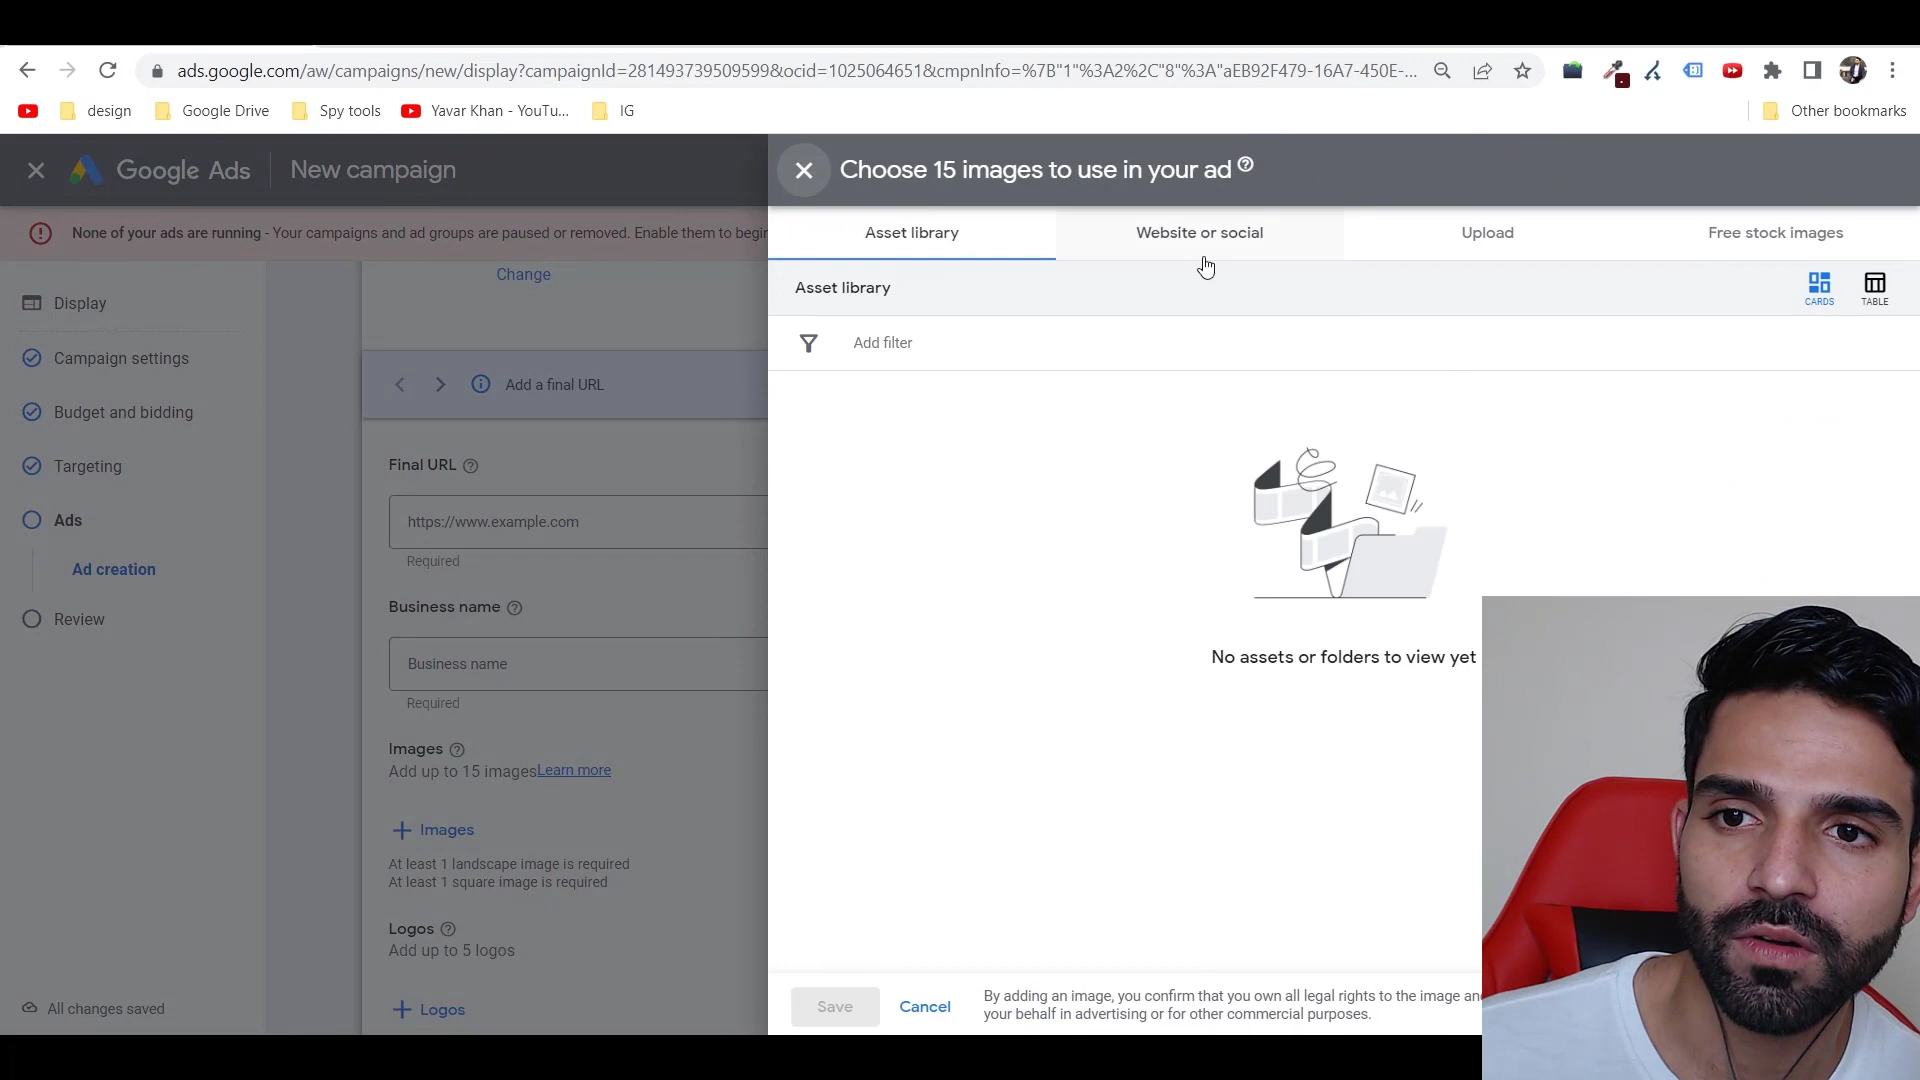 ads.google.com/aw/campaigns/new/display?campaignId=281493739509599&ocid=1025064651&cmpnInfo=%7B"1"%3A2%2C"8"%3A"aEB92F479-16A7-450E-...
design
Google Drive
Spy tools
Yavar Khan - YouTu...
IG
Other bookmarks
Google Ads
New campaign
Choose 15 images to use in your ad
None of your ads are running - Your campaigns and ad groups are paused or removed. Enable them to begin
Asset library
Website or social
Upload
Free stock images
Change
Asset library
CARDS
TABLE
Display
Add filter
Campaign settings
Add a final URL
Budget and bidding
Final URL
Targeting
https://www.example.com
Ads
Required
Ad creation
Business name
Review
Business name
No assets or folders to view yet
Required
Images
Add up to 15 imagesLearn more
Images
At least 1 landscape image is required
At least 1 square image is required
Logos
Add up to 5 logos
All changes saved
Logos
Save
Cancel
By adding an image, you confirm that you own all legal rights to the image and
your behalf in advertising or for other commercial purposes.